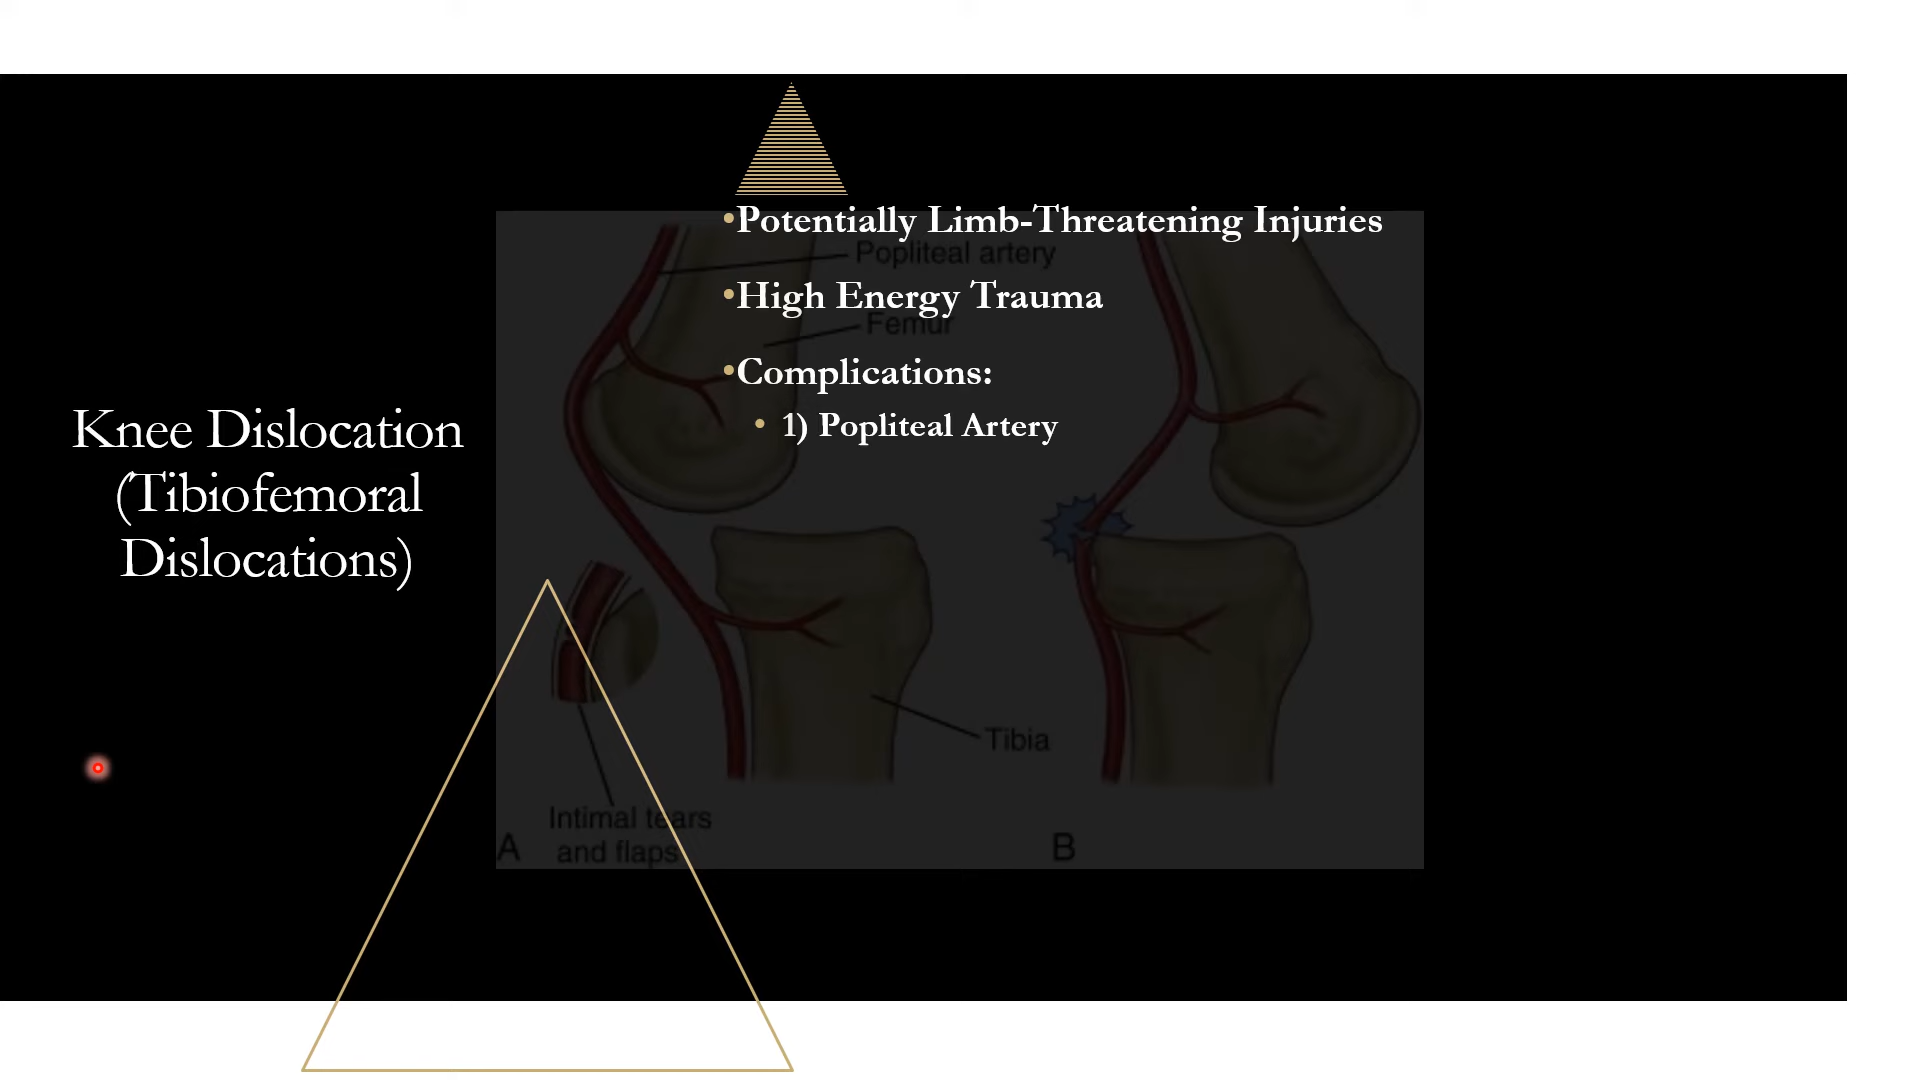 Knee Dislocation
(Tibiofemoral
Dislocations)
•Potentially Limb-Threatening Injuries
•High Energy Trauma
•Complications:
• 1) Popliteal Artery
Popliteal artery
Femur
Tibia
Intimal tears
and flaps
A
B